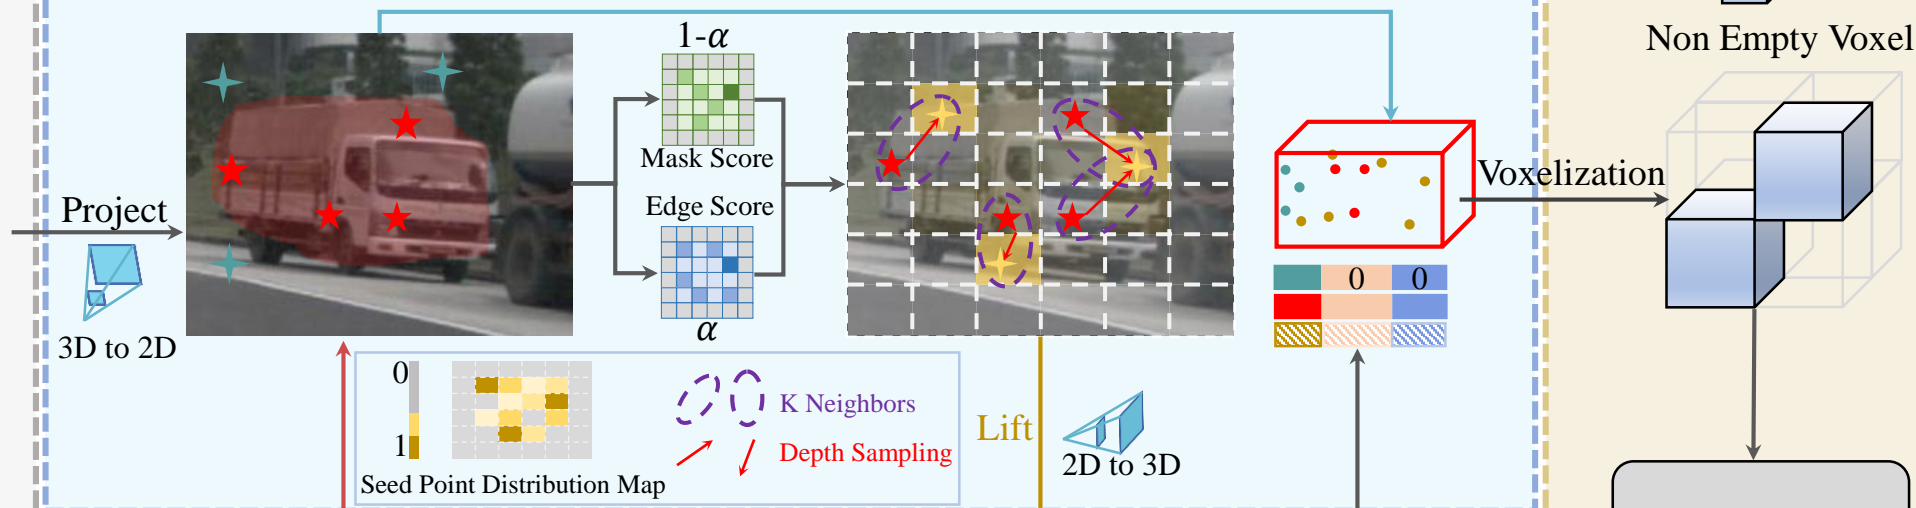 Project
3D to 2D
1-α
Mask Score
Edge Score
α
0
1
Seed Point Distribution Map
K Neighbors
Depth Sampling
Lift
2D to 3D
0 0
Voxelization
Non Empty Voxel